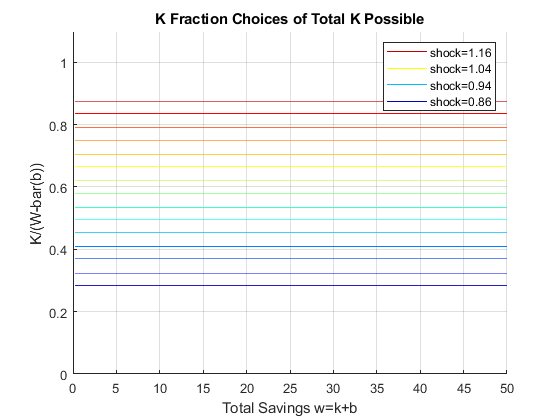 K Fraction Choices of Total K Possible
shock=1.16
shock=1.04
shock=0.94
shock=0.86
1
0.8
0.6
0.4
0.2
0
K/(W-bar(b))
0 5 10 15 20 25 30 35 40 45 50
Total Savings w=k+b